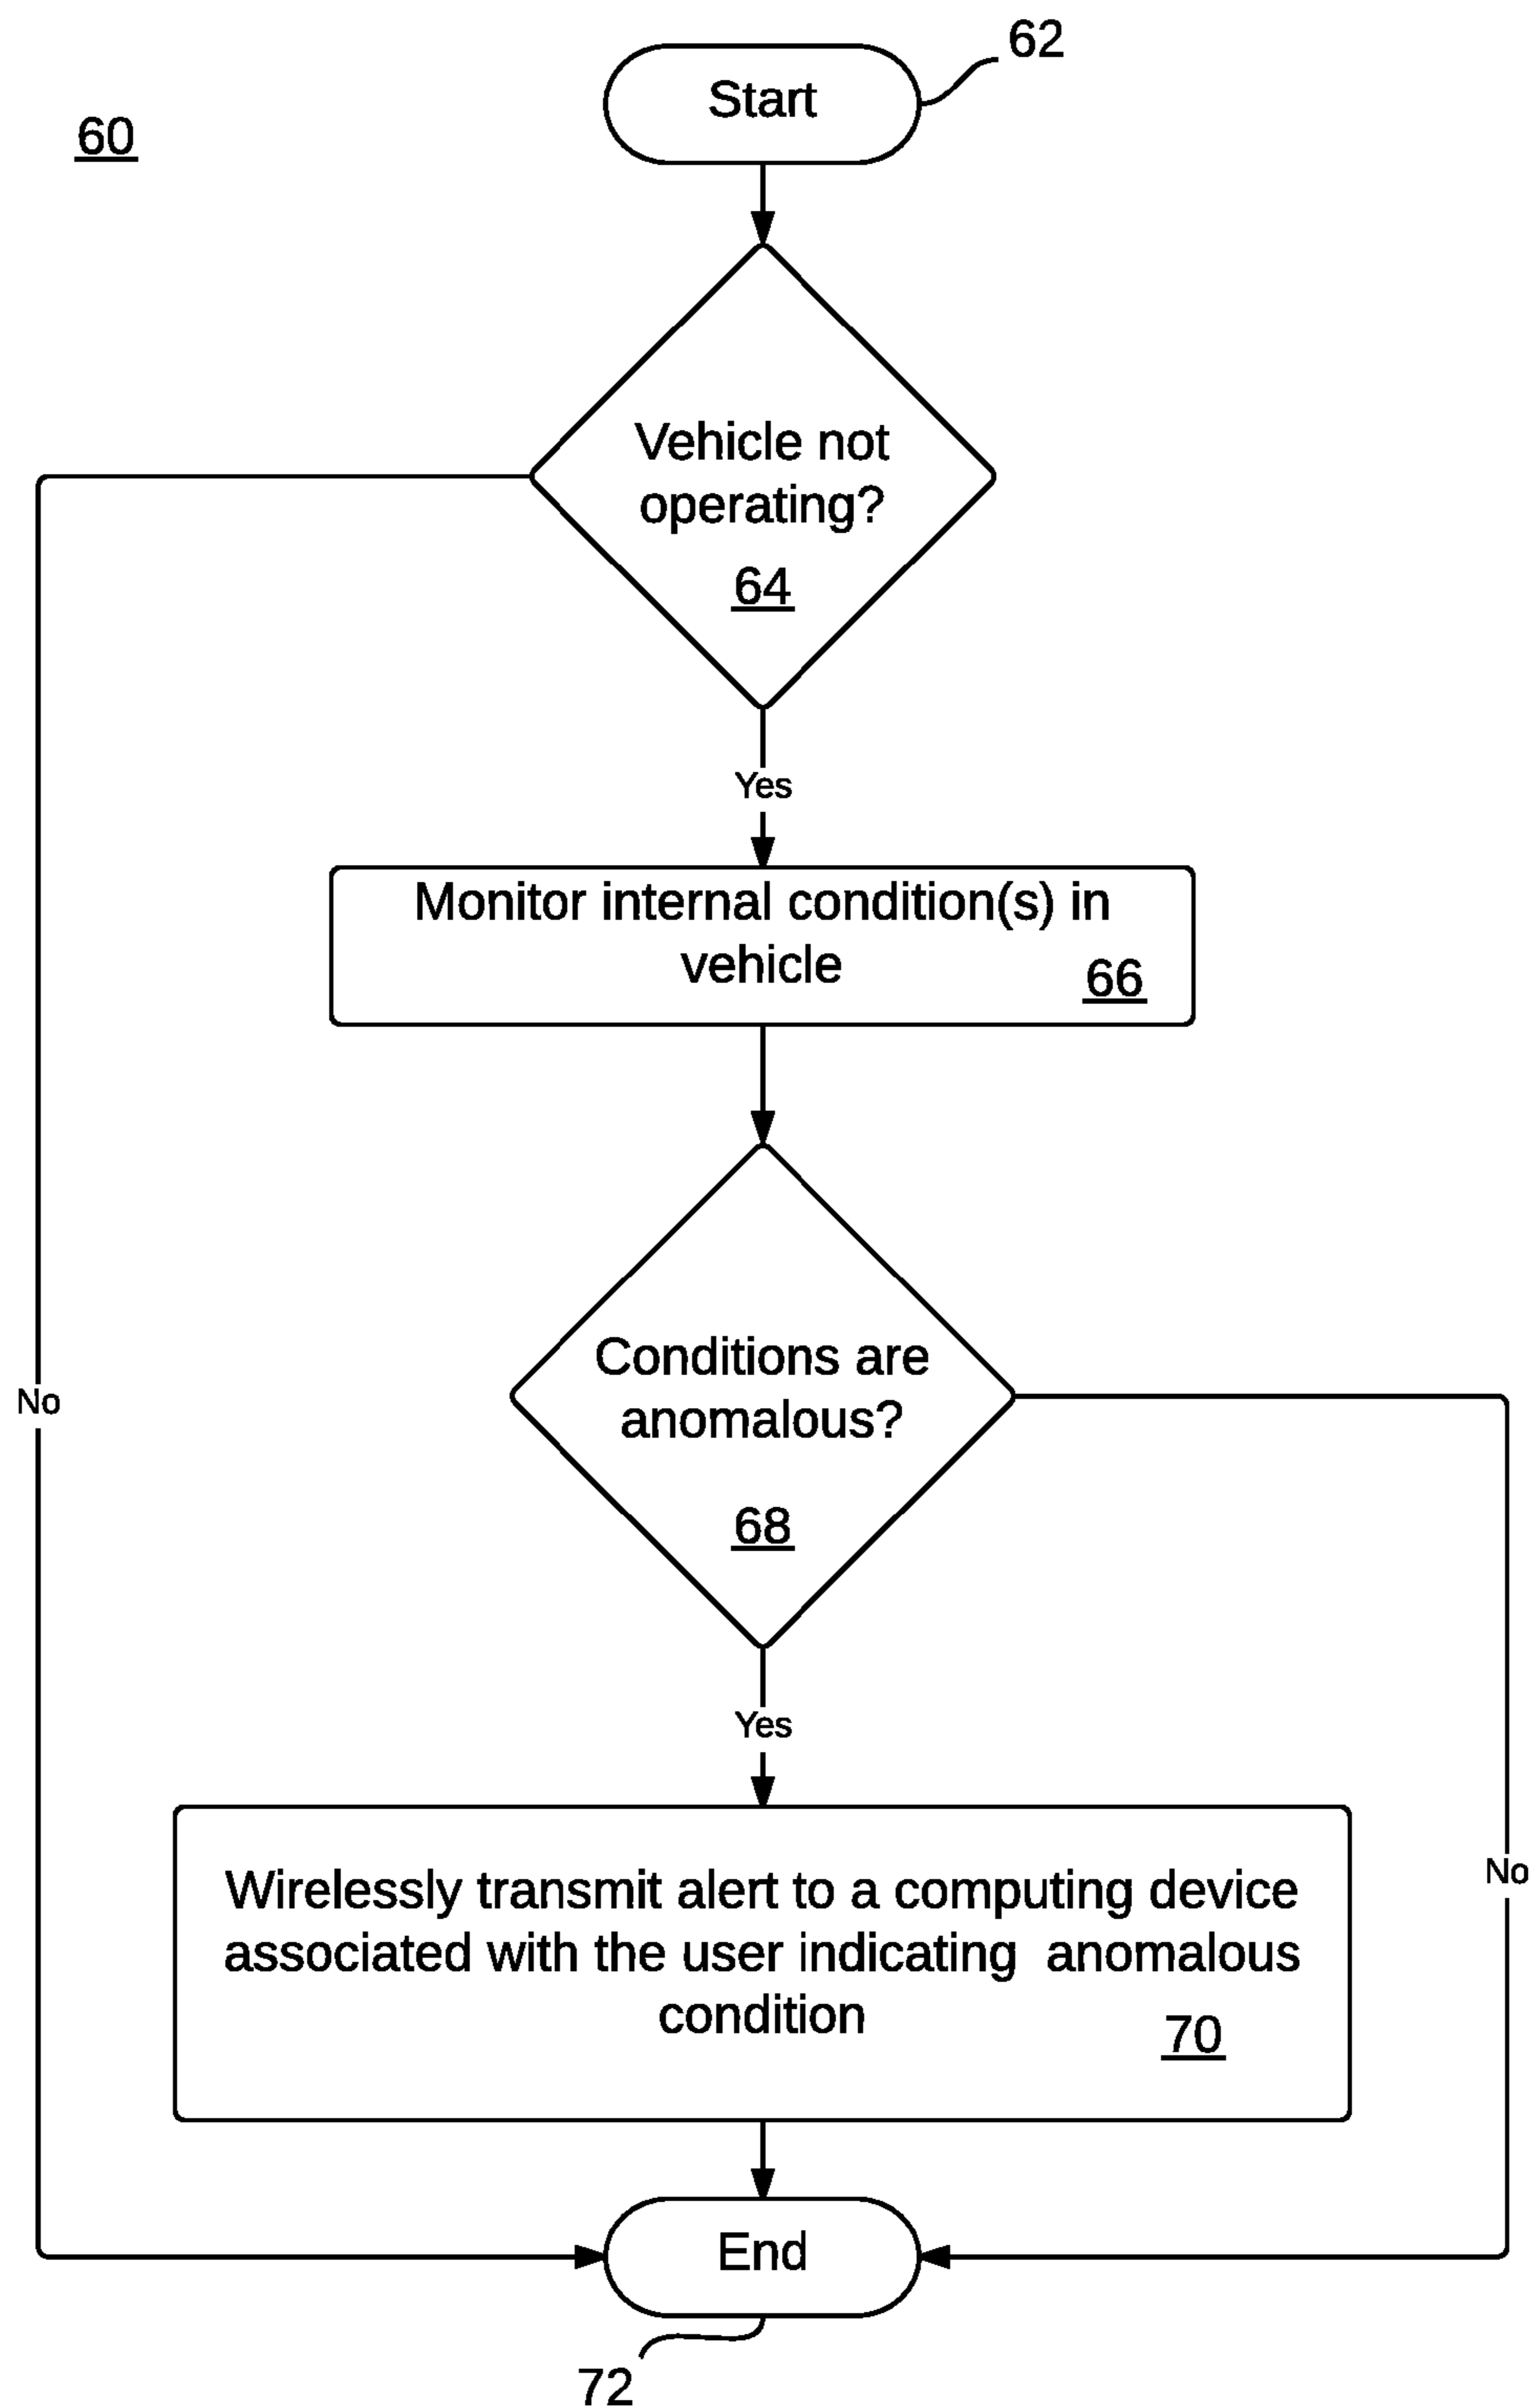 62
Start
60
Vehicle not
operating?
64
Yes
Monitor internal condition(s) in
vehicle
66
Conditions are
anomalous?
No
68
Yes
Wirelessly transmit alert to a computing device
No
associated with the user indicating anomalous
condition
70
End
72